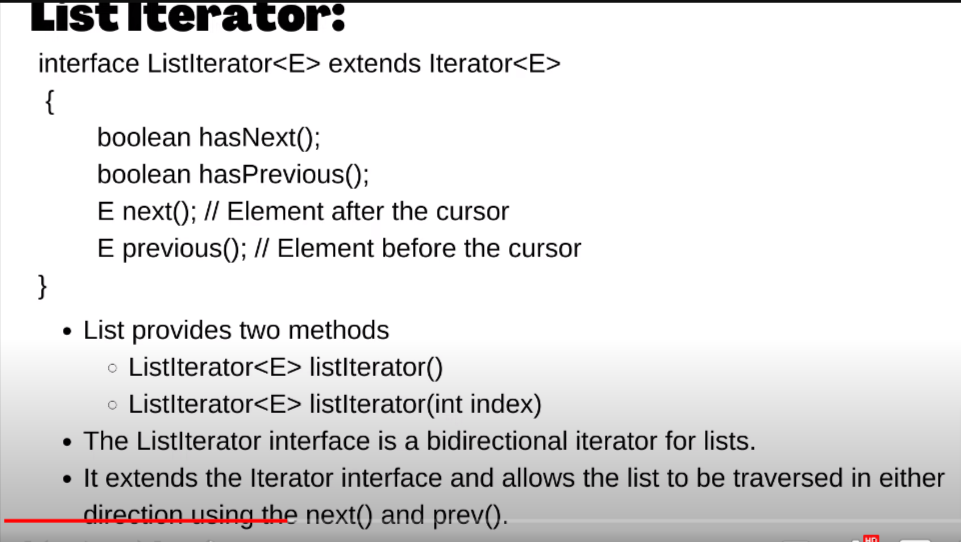 List Iterator:
interface ListIterator<E> extends Iterator<E>
{
boolean hasNext();
boolean hasPrevious();
E next(); // Element after the cursor
E previous(); // Element before the cursor
}
• List provides two methods
○ ListIterator<E> listIterator()
○ ListIterator<E> listIterator(int index)
• The ListIterator interface is a bidirectional iterator for lists.
• It extends the Iterator interface and allows the list to be traversed in either
direction using the next() and prev().
HD